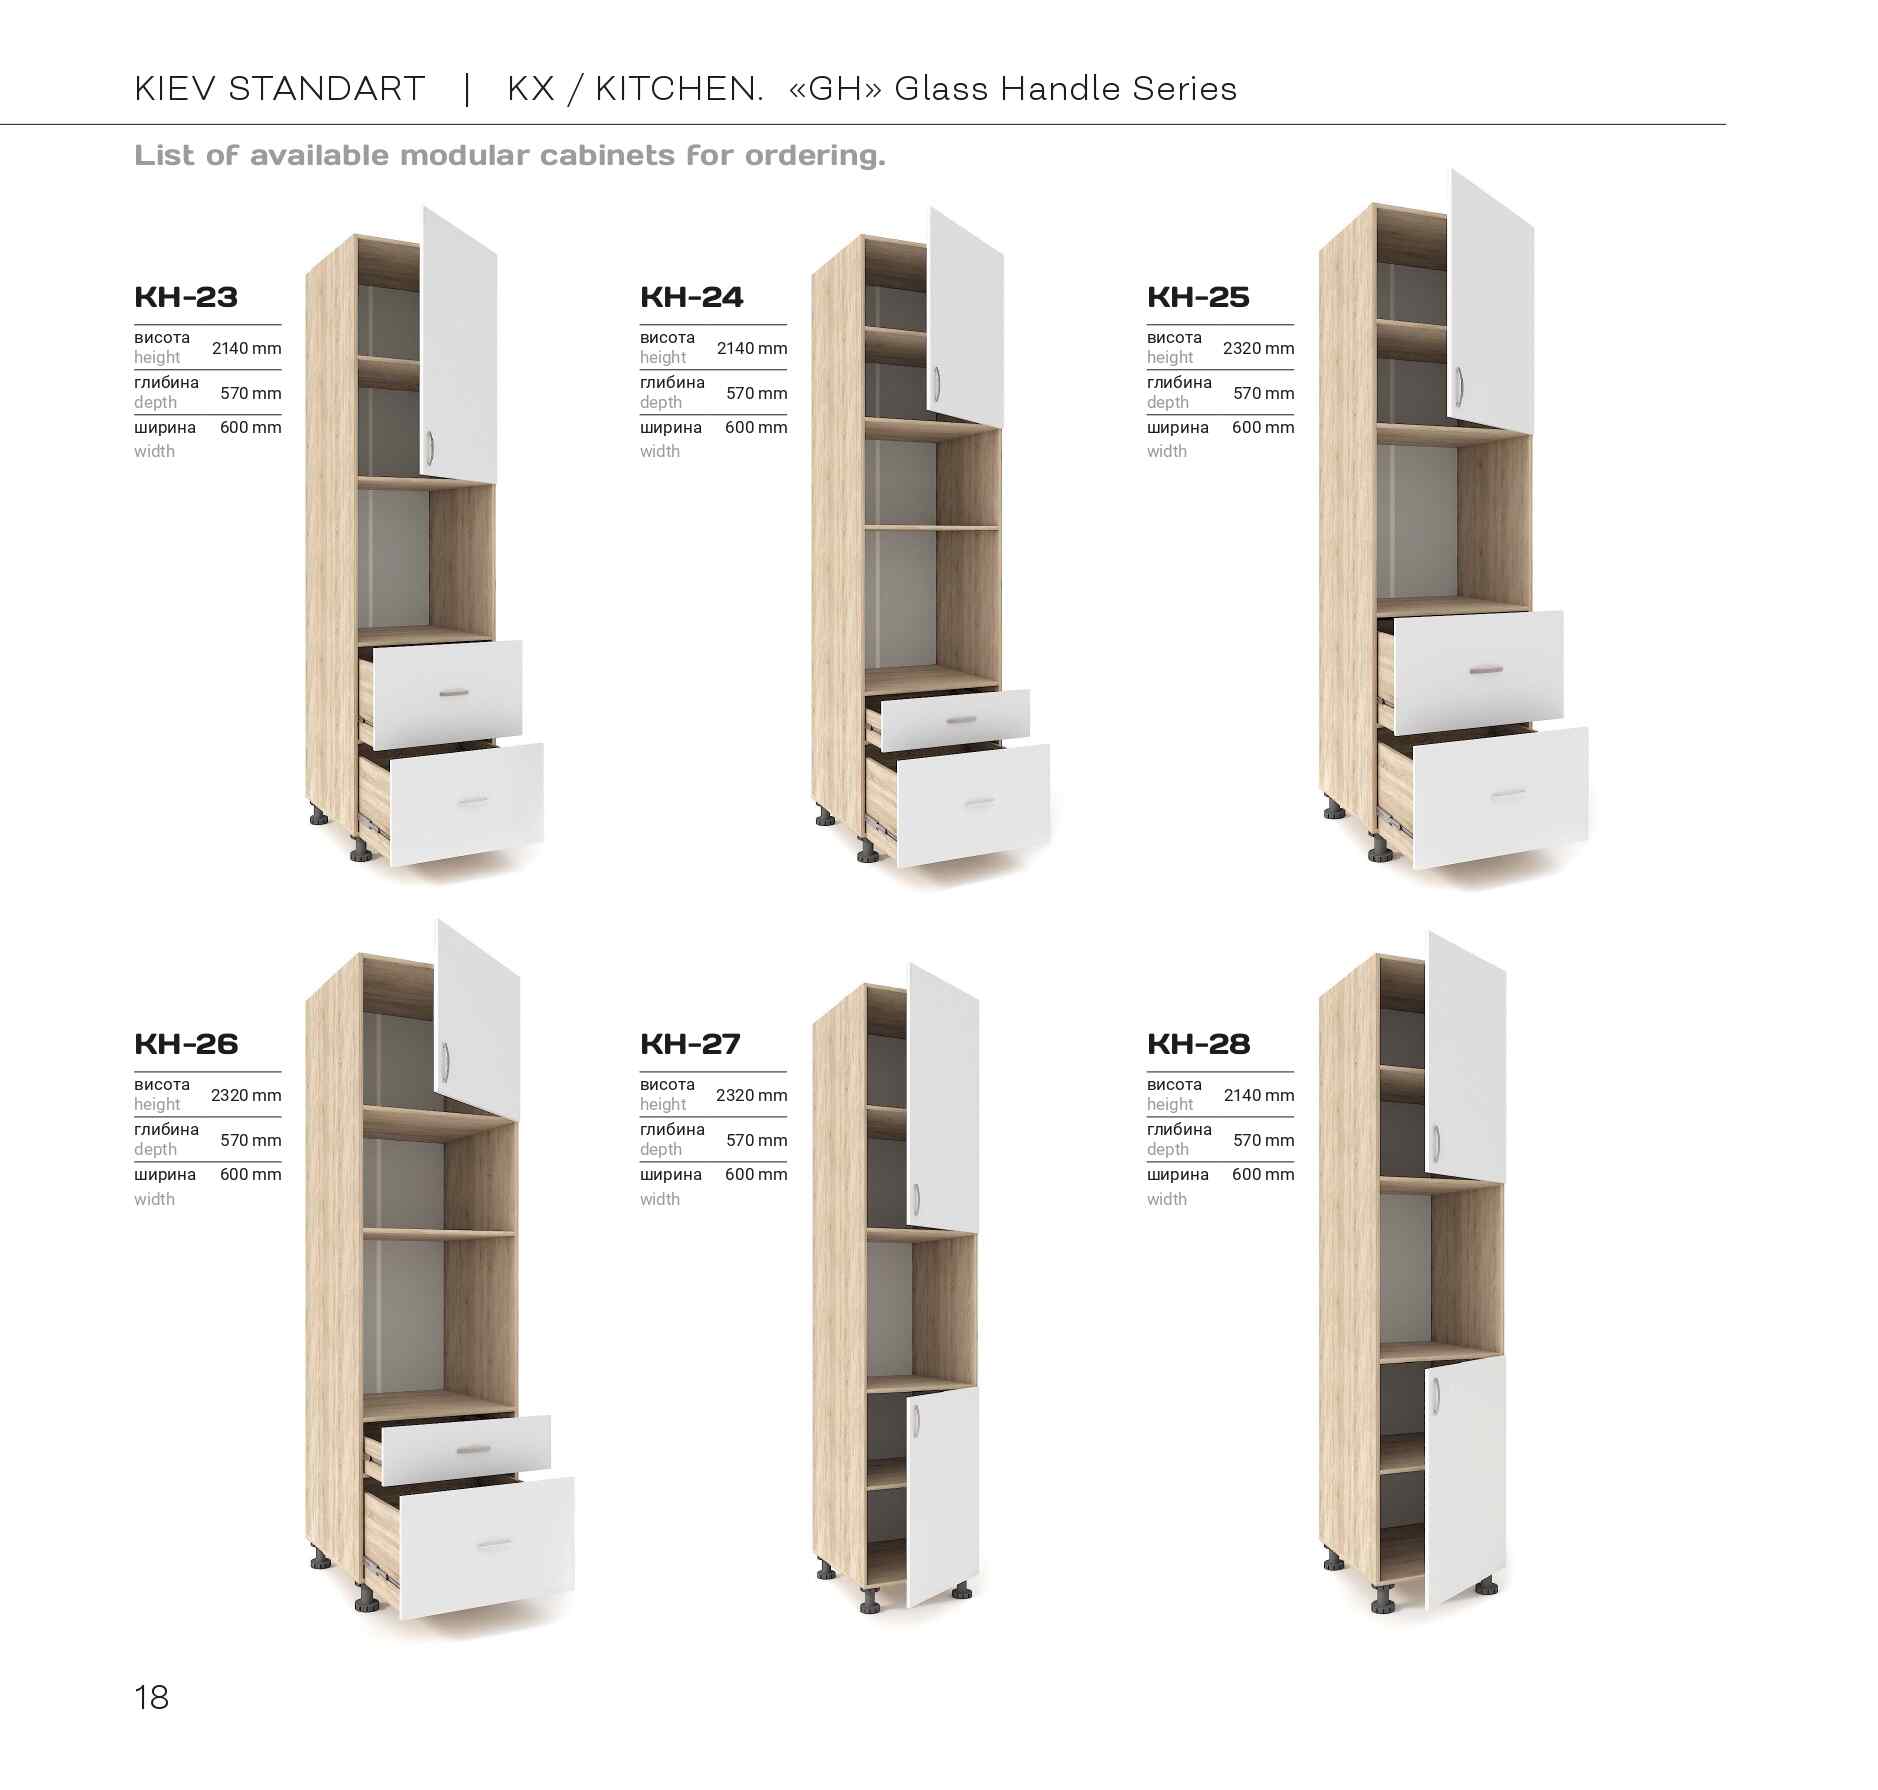 KIEV STANDART | KX / KITCHEN. «GH» Glass Handle Series
List of available modular cabinets for ordering.
KH-23
висота
height
2140 mm
глибина
depth
570 mm
ширина 600 mm
width
KH-24
висота
height
2140 mm
глибина
depth
570 mm
ширина 600 mm
width
KH-25
висота
height
2320 mm
глибина
depth
570 mm
ширина 600 mm
width
KH-26
висота
height
2320 mm
глибина
depth
570 mm
ширина 600 mm
width
KH-27
висота
height
2320 mm
глибина
depth
570 mm
ширина 600 mm
width
KH-28
висота
height
2140 mm
глибина
depth
570 mm
ширина 600 mm
width
18